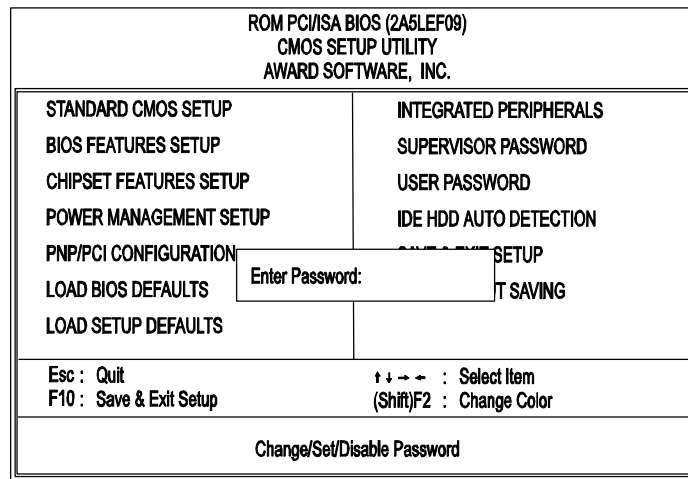 ROM PCI/ISA BIOS (2A5LEF09)
CMOS SETUP UTILITY
AWARD SOFTWARE, INC.
STANDARD CMOS SETUP
BIOS FEATURES SETUP
CHIPSET FEATURES SETUP
POWER MANAGEMENT SETUP
PNP/PCI CONFIGURATION
LOAD BIOS DEFAULTS
LOAD SETUP DEFAULTS
INTEGRATED PERIPHERALS
SUPERVISOR PASSWORD
USER PASSWORD
IDE HDD AUTO DETECTION
SAVE & EXIT SETUP
T SAVING
Enter Password:
Esc : Quit
F10 : Save & Exit Setup
↑ ↓ → ← : Select Item
(Shift)F2 : Change Color
Change/Set/Disable Password